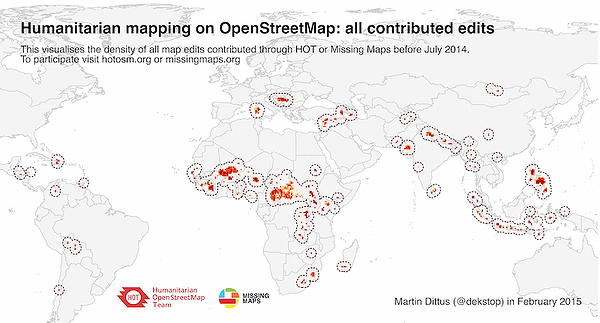 Humanitarian mapping on OpenStreetMap: all contributed edits
This visualises the density of all map edits contributed through HOT or Missing Maps before July 2014.
To participate visit hotosm.org or missingmaps.org
HOT
Humanitarian
OpenStreetMap
Team
MISSING
MAPS
Martin Dittus (@dekstop) in February 2015